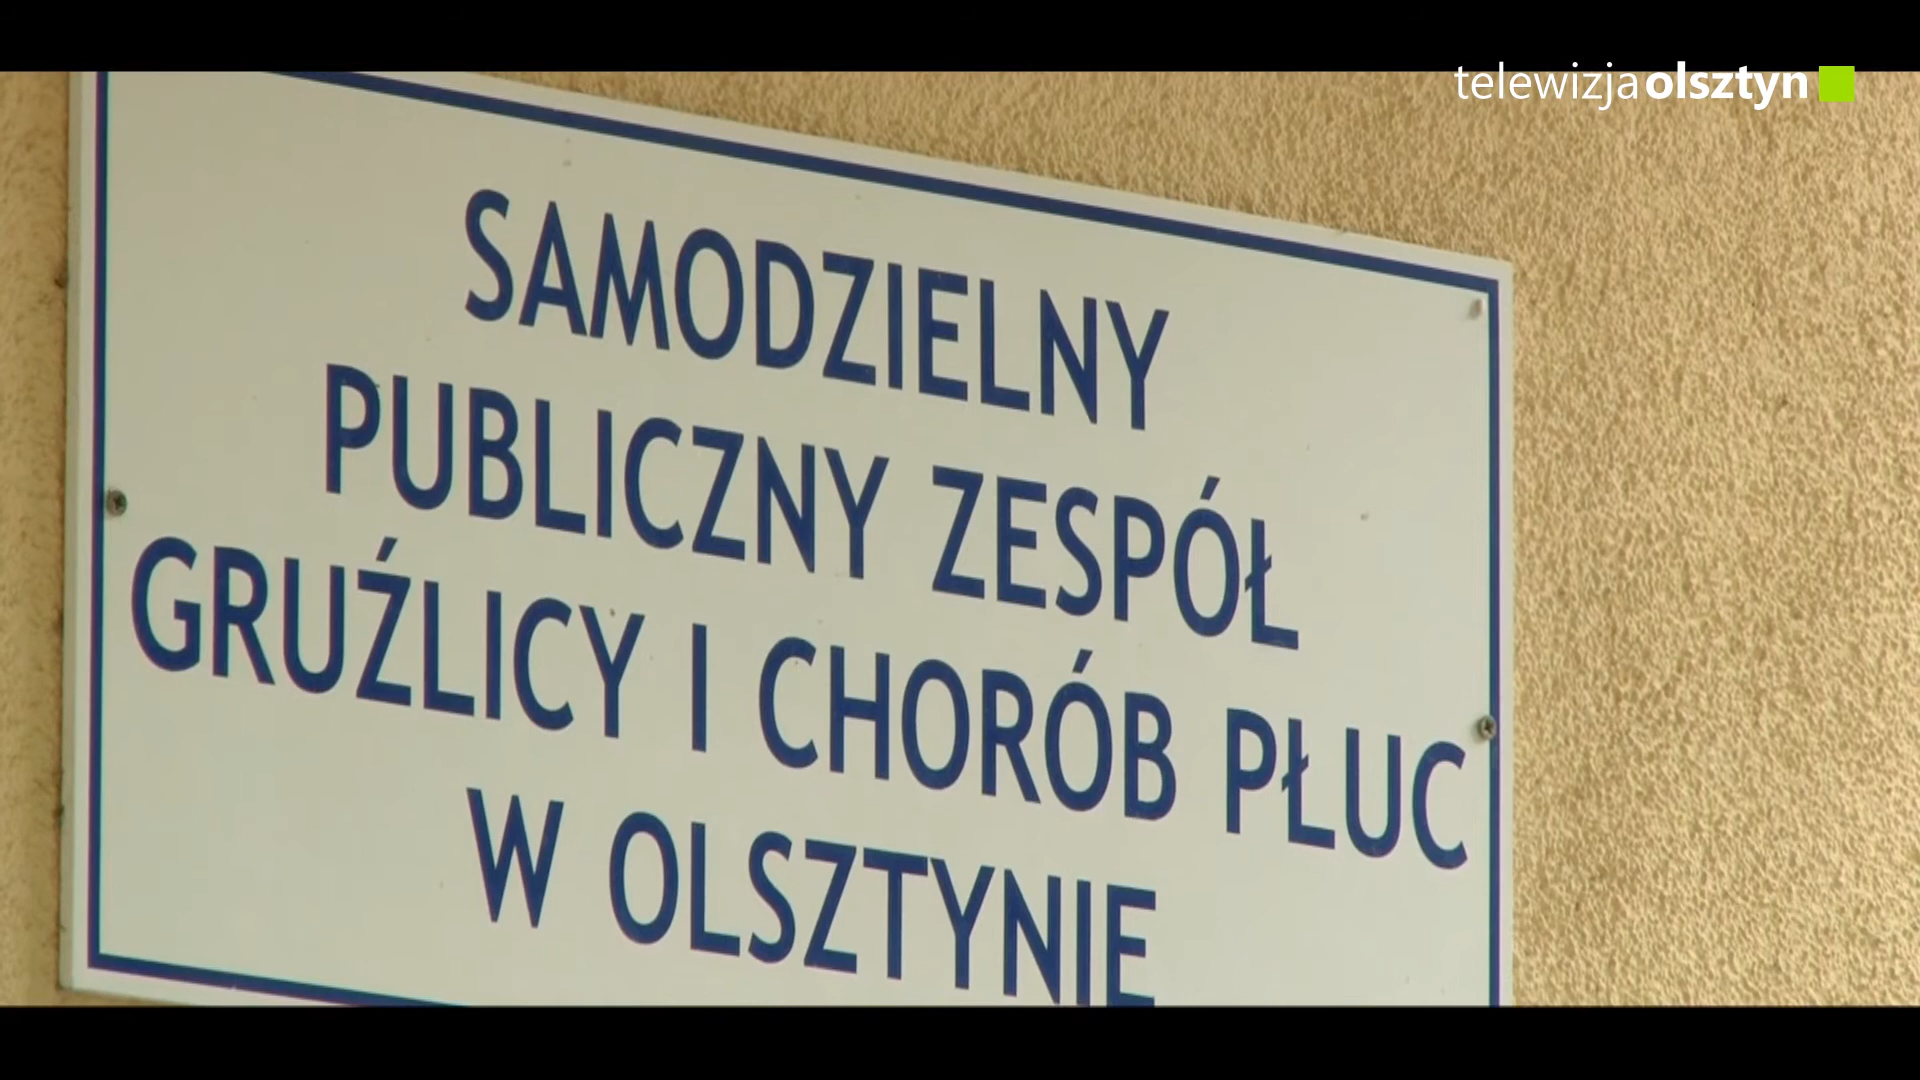 telewizjaolsztyn
SAMODZIELNY
PUBLICZNY ZESPÓŁ
GRUŹLICY I CHORÓB PŁUC
W OLSZTYNIE